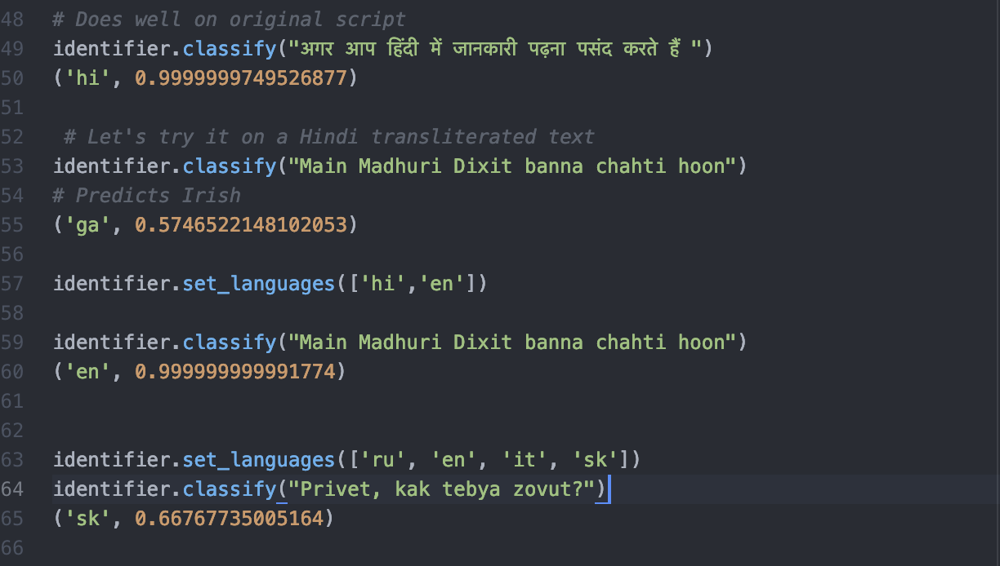 48 # Does well on original script
49 identifier.classify("अगर आप हिंदी में जानकारी पढ़ना पसंद करते हैं ")
50 ('hi', 0.9999999749526877)
51
52 # Let's try it on a Hindi transliterated text
53 identifier.classify("Main Madhuri Dixit banna chahti hoon")
54 # Predicts Irish
55 ('ga', 0.5746522148102053)
56
57 identifier.set_languages(['hi','en'])
58
59 identifier.classify("Main Madhuri Dixit banna chahti hoon")
60 ('en', 0.999999999991774)
61
62
63 identifier.set_languages(['ru', 'en', 'it', 'sk'])
64 identifier.classify("Privet, kak tebya zovut?")
65 ('sk', 0.66767735005164)
66